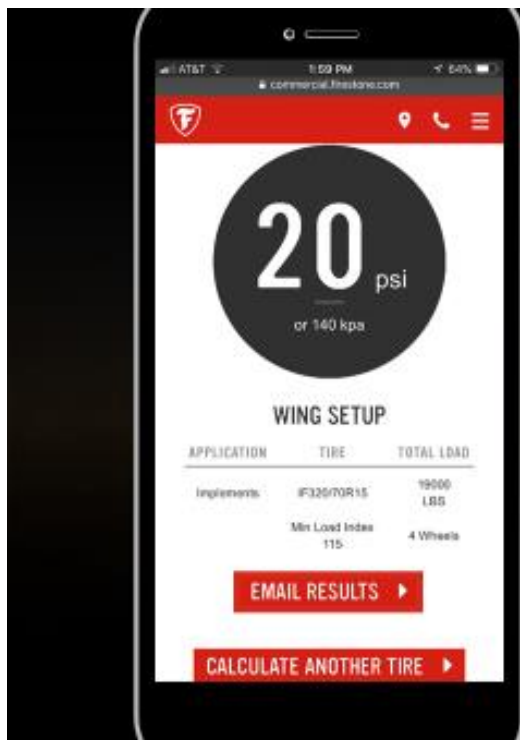 AT&T 1:59 PM 64%
commercial.firestone.com
F
20 psi
or 140 kpa
WING SETUP
APPLICATION TIRE TOTAL LOAD
Implements IF320/70R15 19000
LBS
Min Load Index 4 Wheels
115
EMAIL RESULTS
CALCULATE ANOTHER TIRE